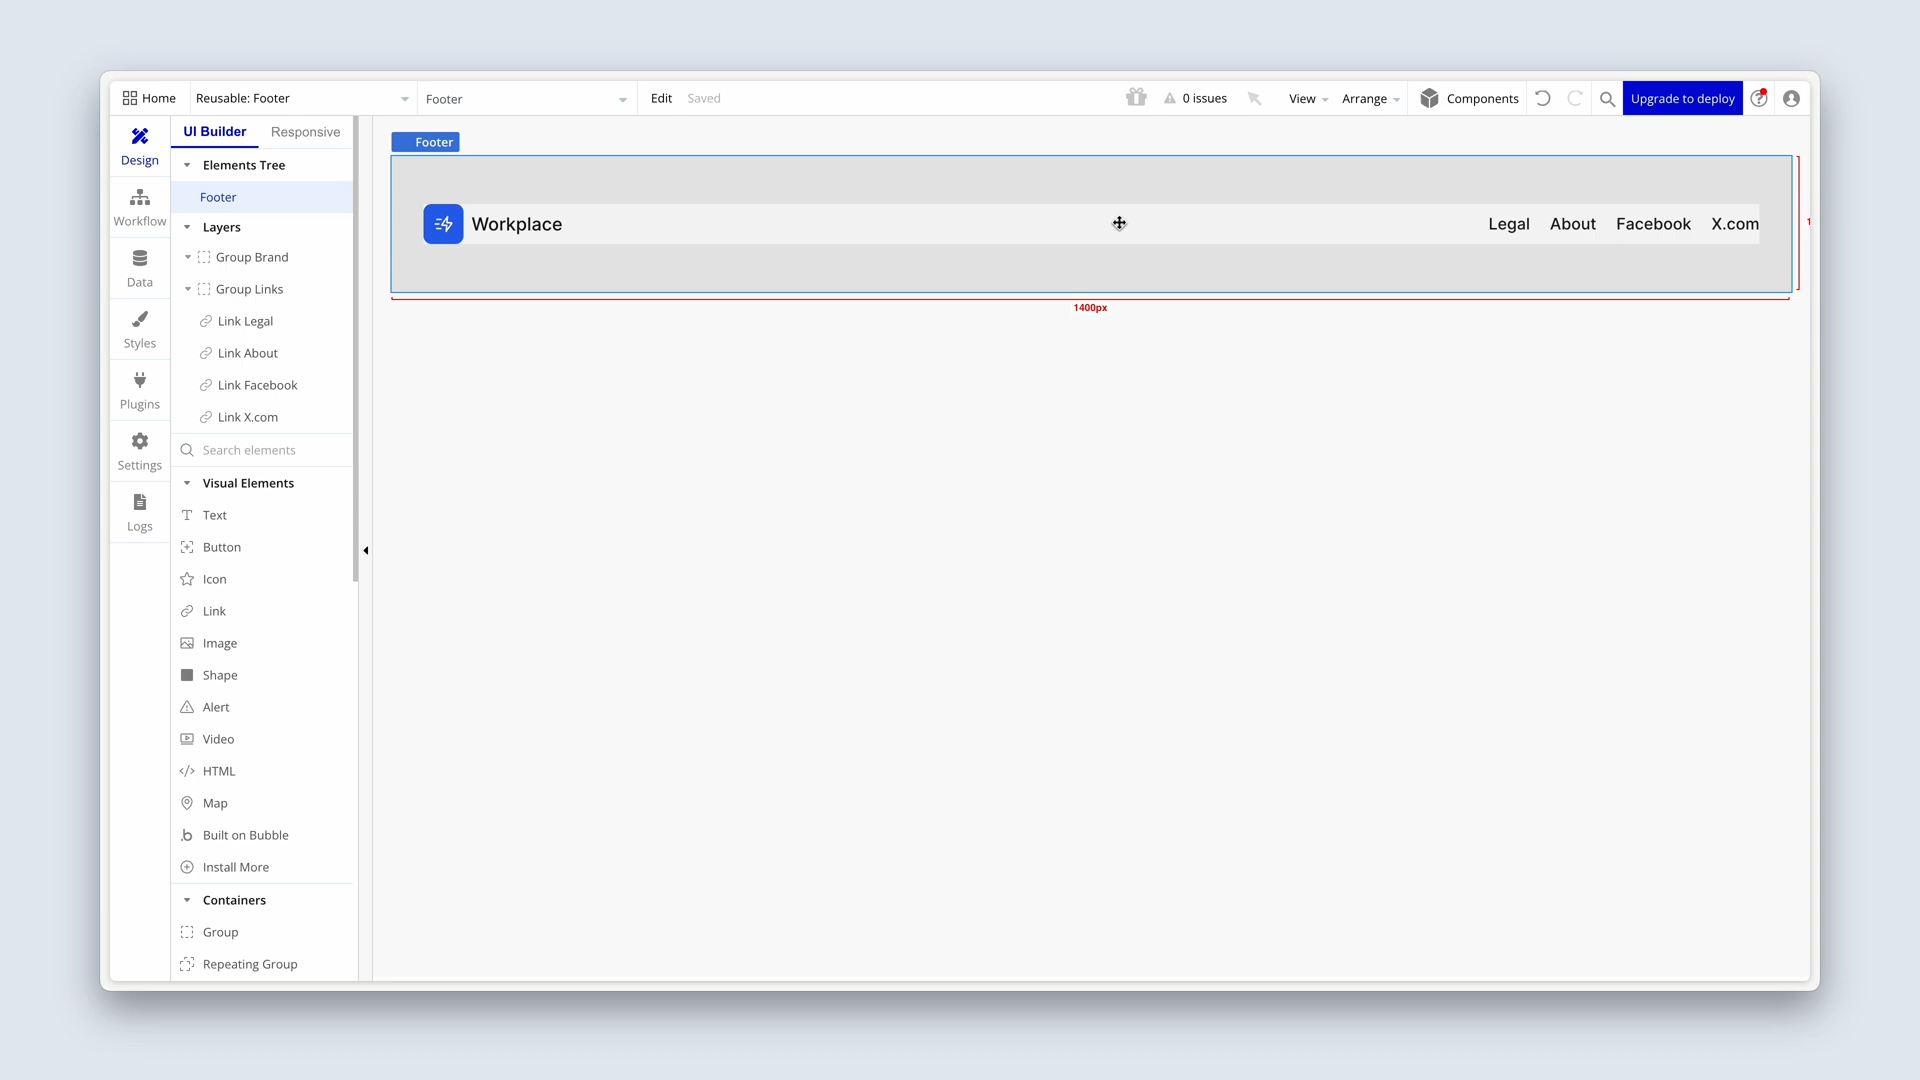 Home
Reusable: Footer
Footer
Edit
Saved
0 issues
View
Arrange
Components
Upgrade to deploy
Design
Workflow
Data
Styles
Plugins
Settings
Logs
UI Builder
Responsive
Elements Tree
Footer
Layers
Group Brand
Group Links
Link Legal
Link About
Link Facebook
Link X.com
Search elements
Visual Elements
Text
Button
Icon
Link
Image
Shape
Alert
Video
HTML
Map
Built on Bubble
Install More
Containers
Group
Repeating Group
Footer
Workplace
Legal
About
Facebook
X.com
1400px